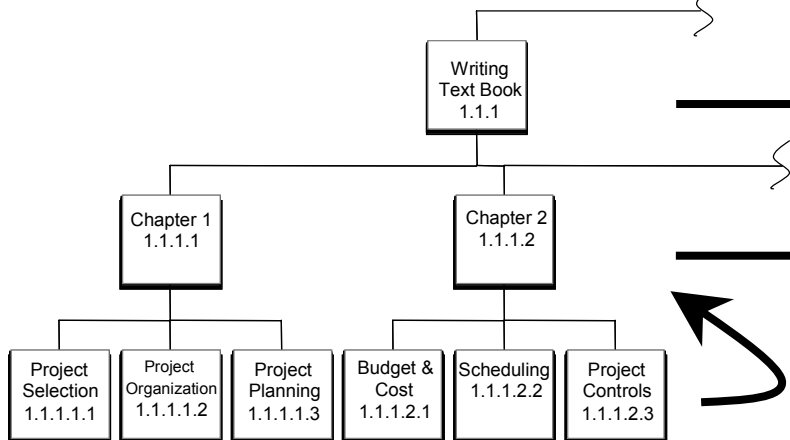 Writing
Text Book
1.1.1
Chapter 1
1.1.1.1
Chapter 2
1.1.1.2
Project
Selection
1.1.1.1.1
Project
Organization
1.1.1.1.2
Project
Planning
1.1.1.1.3
Budget &
Cost
1.1.1.2.1
Scheduling
1.1.1.2.2
Project
Controls
1.1.1.2.3